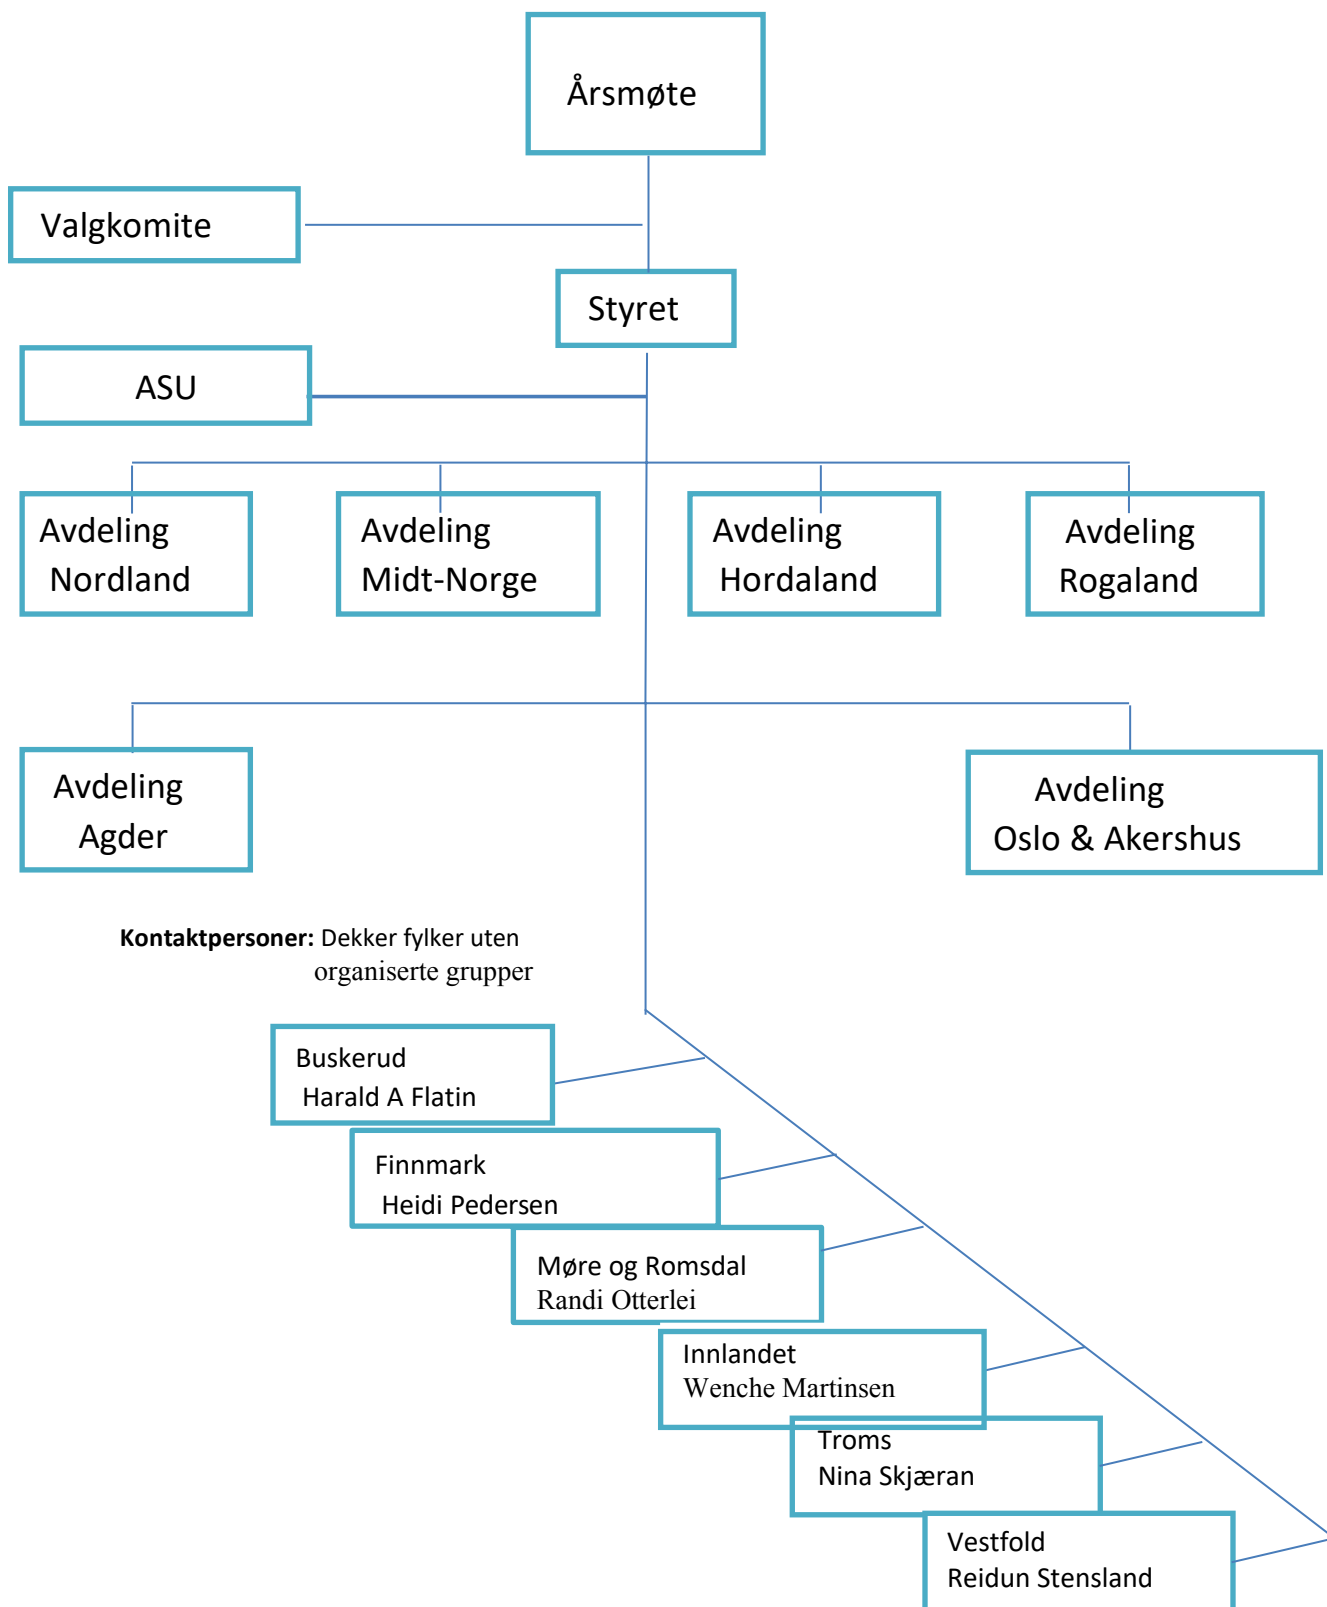 Årsmøte
Valgkomite
Styret
ASU
Avdeling
Nordland
Avdeling
Midt-Norge
Avdeling
Hordaland
Avdeling
Rogaland
Avdeling
Agder
Avdeling
Oslo & Akershus
Kontaktpersoner: Dekker fylker uten
organiserte grupper
Buskerud
Harald A Flatin
Finnmark
Heidi Pedersen
Møre og Romsdal
Randi Otterlei
Innlandet
Wenche Martinsen
Troms
Nina Skjæran
Vestfold
Reidun Stensland